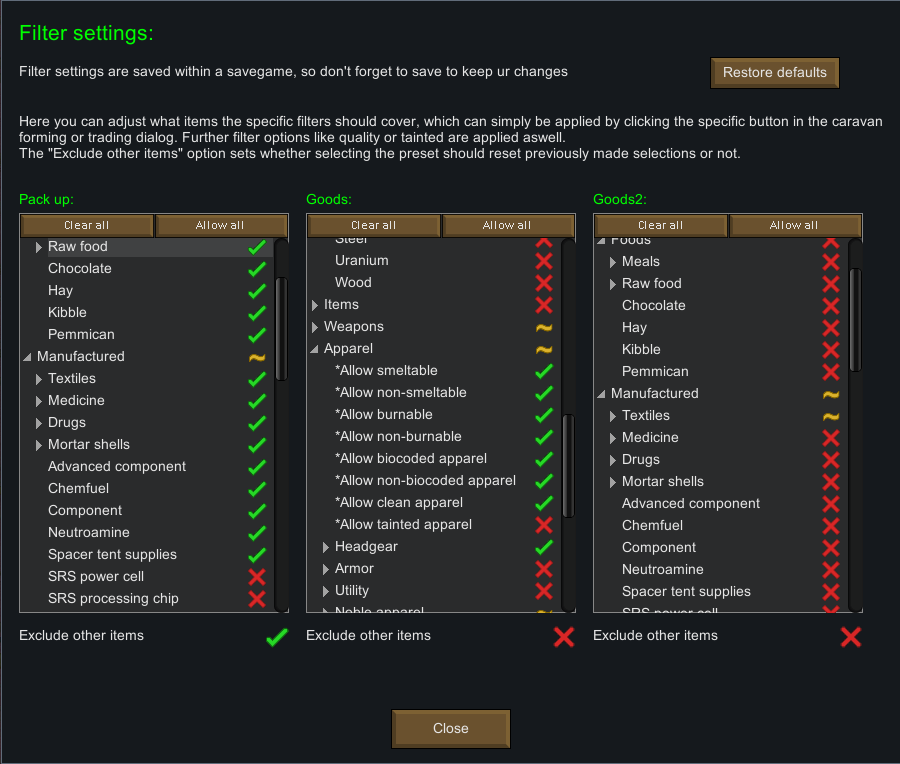 Filter settings:
Filter settings are saved within a savegame, so don't forget to save to keep ur changes
Restore defaults
Here you can adjust what items the specific filters should cover, which can simply be applied by clicking the specific button in the caravan
forming or trading dialog. Further filter options like quality or tainted are applied aswell.
The "Exclude other items" option sets whether selecting the preset should reset previously made selections or not.
Pack up:
Clear all
Allow all
Raw food
Chocolate
Hay
Kibble
Pemmican
Manufactured
Textiles
Medicine
Drugs
Mortar shells
Advanced component
Chemfuel
Component
Neutroamine
Spacer tent supplies
SRS power cell
SRS processing chip
Exclude other items
Goods:
Clear all
Allow all
Steel
Uranium
Wood
Items
Weapons
Apparel
*Allow smeltable
*Allow non-smeltable
*Allow burnable
*Allow non-burnable
*Allow biocoded apparel
*Allow non-biocoded apparel
*Allow clean apparel
*Allow tainted apparel
Headgear
Armor
Utility
Noble apparel
Exclude other items
Goods2:
Clear all
Allow all
Foods
Meals
Raw food
Chocolate
Hay
Kibble
Pemmican
Manufactured
Textiles
Medicine
Drugs
Mortar shells
Advanced component
Chemfuel
Component
Neutroamine
Spacer tent supplies
SRS power cell
Exclude other items
Close